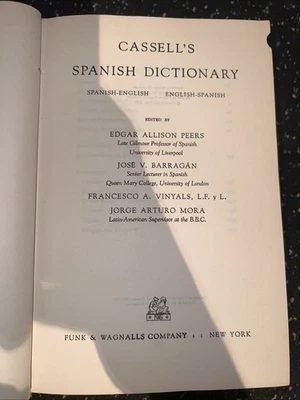 CASSELL'S
SPANISH DICTIONARY
SPANISH-ENGLISH ENGLISH-SPANISH
EDITED BY
EDGAR ALLISON PEERS
Late Gilmour Professor of Spanish
University of Liverpool
JOSÉ V. BARRAGÁN
Senior Lecturer in Spanish
Queen Mary College, University of London
FRANCESCO A. VINYALS, L.F. y L.
JORGE ARTURO MORA
Latin-American Supervisor at the B.B.C.
FUNK & WAGNALLS COMPANY : : NEW YORK